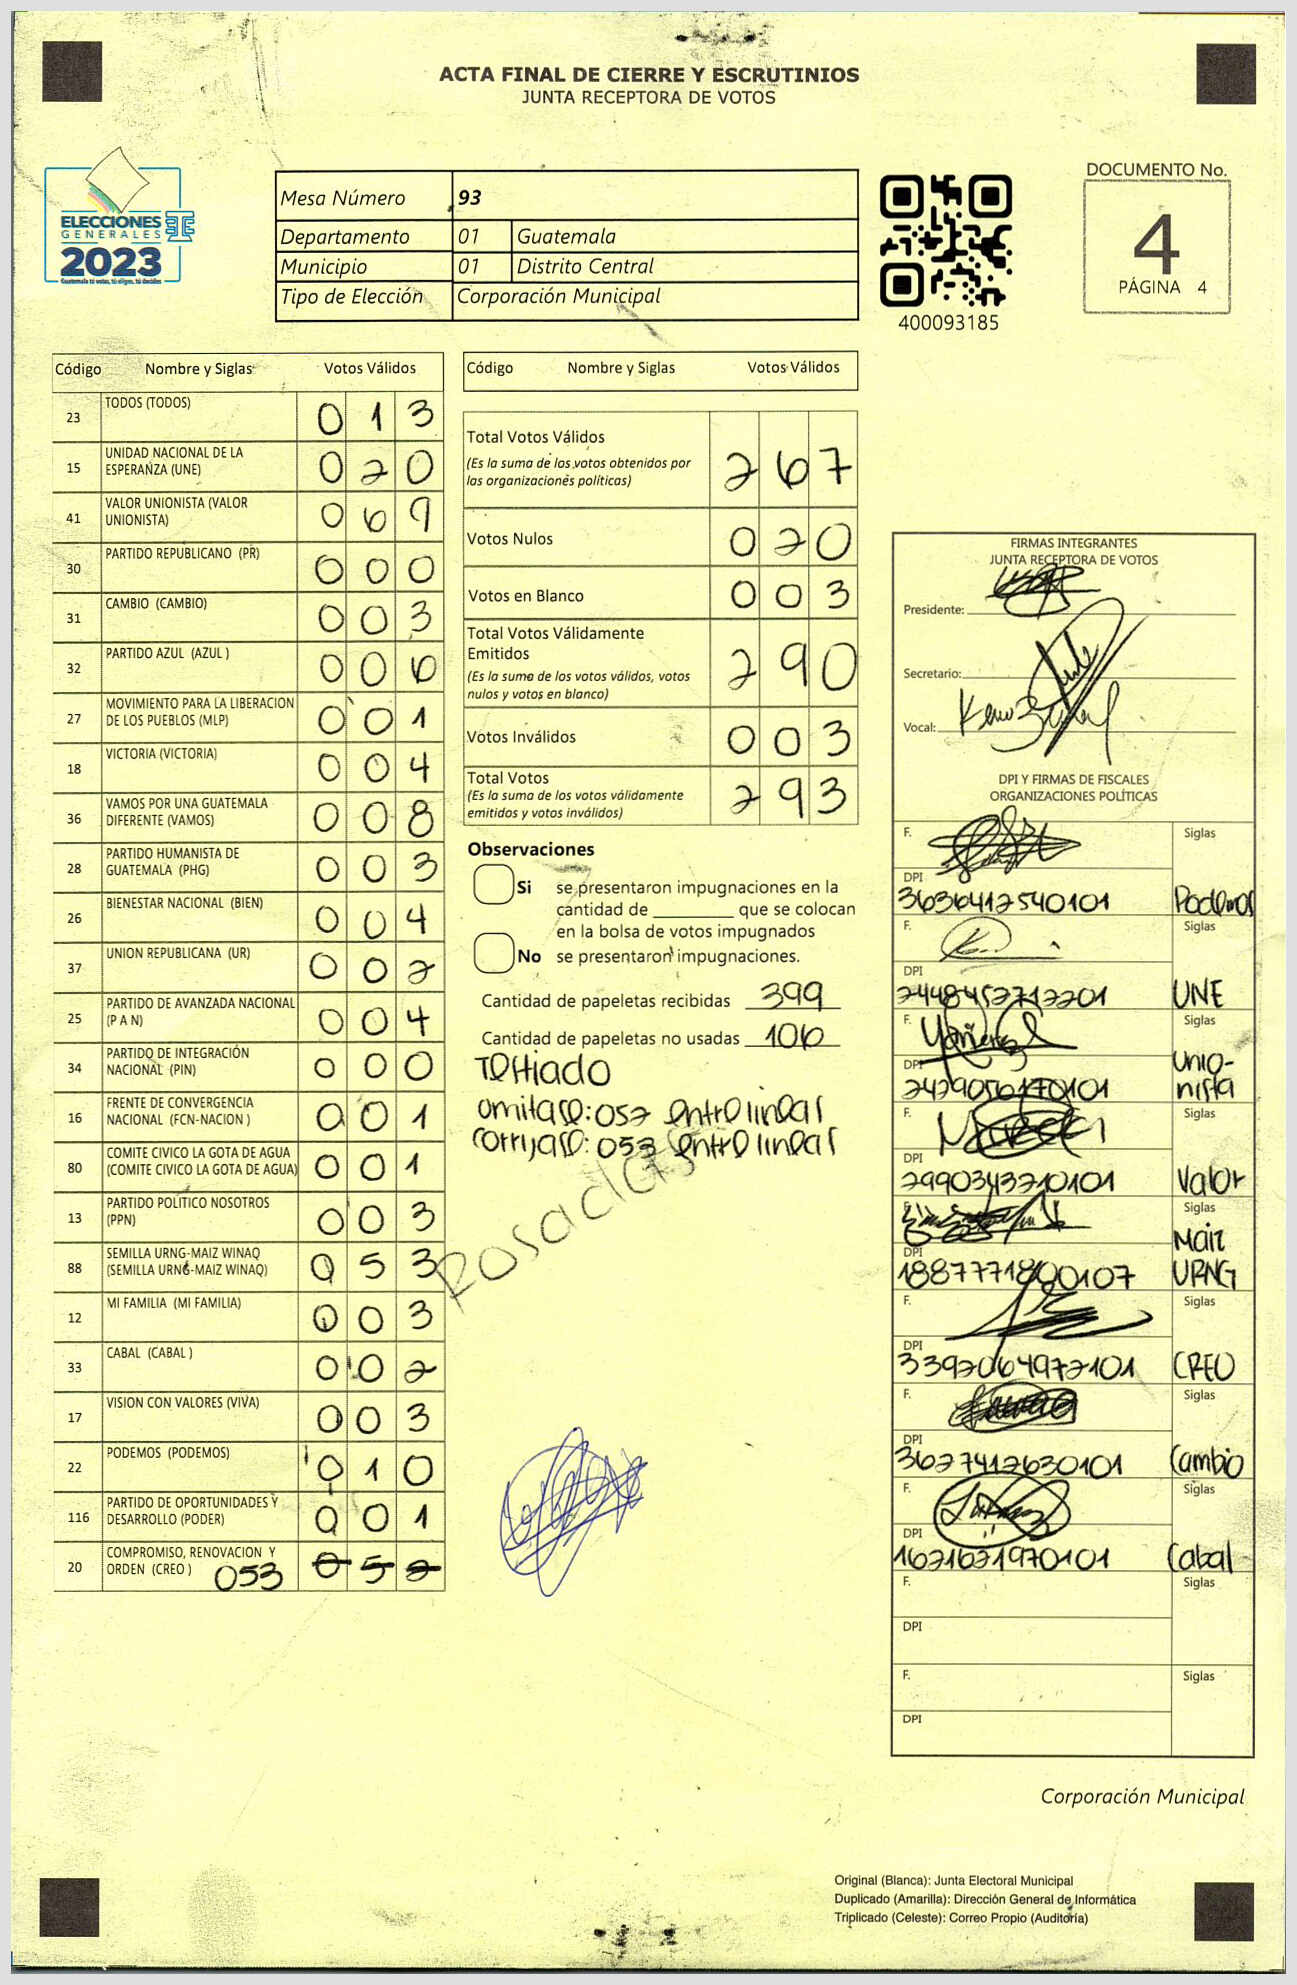 ACTA FINAL DE CIERRE Y ESCRUTINIOS
JUNTA RECEPTORA DE VOTOS
ELECCIONES
GENERALES
2023
Guatemala tú votas, tú eliges, tú decides
Mesa Número 93
Departamento 01 Guatemala
Municipio 01 Distrito Central
Tipo de Elección Corporación Municipal
400093185
DOCUMENTO No.
4
PÁGINA 4
Código Nombre y Siglas Votos Válidos
23 TODOS (TODOS) 0 1 3
15 UNIDAD NACIONAL DE LA ESPERANZA (UNE) 0 2 0
41 VALOR UNIONISTA (VALOR UNIONISTA) 0 6 9
30 PARTIDO REPUBLICANO (PR) 0 0 0
31 CAMBIO (CAMBIO) 0 0 3
32 PARTIDO AZUL (AZUL ) 0 0 6
27 MOVIMIENTO PARA LA LIBERACION DE LOS PUEBLOS (MLP) 0 0 1
18 VICTORIA (VICTORIA) 0 0 4
36 VAMOS POR UNA GUATEMALA DIFERENTE (VAMOS) 0 0 8
28 PARTIDO HUMANISTA DE GUATEMALA (PHG) 0 0 3
26 BIENESTAR NACIONAL (BIEN) 0 0 4
37 UNION REPUBLICANA (UR) 0 0 2
25 PARTIDO DE AVANZADA NACIONAL (P A N) 0 0 4
34 PARTIDO DE INTEGRACIÓN NACIONAL (PIN) 0 0 0
16 FRENTE DE CONVERGENCIA NACIONAL (FCN-NACION ) 0 0 1
80 COMITE CIVICO LA GOTA DE AGUA (COMITE CIVICO LA GOTA DE AGUA) 0 0 1
13 PARTIDO POLÍTICO NOSOTROS (PPN) 0 0 3
88 SEMILLA URNG-MAIZ WINAQ (SEMILLA URNG-MAIZ WINAQ) 0 5 3
12 MI FAMILIA (MI FAMILIA) 0 0 3
33 CABAL (CABAL ) 0 0 2
17 VISION CON VALORES (VIVA) 0 0 3
22 PODEMOS (PODEMOS) 0 1 0
116 PARTIDO DE OPORTUNIDADES Y DESARROLLO (PODER) 0 0 1
20 COMPROMISO, RENOVACION Y ORDEN (CREO ) 053 0 5 2
Código Nombre y Siglas Votos Válidos
Total Votos Válidos 2 6 7
(Es la suma de los votos obtenidos por
las organizaciones políticas)
Votos Nulos 0 2 0
Votos en Blanco 0 0 3
Total Votos Válidamente
Emitidos 2 9 0
(Es la suma de los votos válidos, votos
nulos y votos en blanco)
Votos Inválidos 0 0 3
Total Votos 2 9 3
(Es la suma de los votos válidamente
emitidos y votos inválidos)
Observaciones
Si se presentaron impugnaciones en la
cantidad de ________ que se colocan
en la bolsa de votos impugnados
No se presentaron impugnaciones.
Cantidad de papeletas recibidas 399
Cantidad de papeletas no usadas 106
Testiado
omitase: 052 entrelineas
corrijase: 053 entrelineas
FIRMAS INTEGRANTES
JUNTA RECEPTORA DE VOTOS
Presidente:
Secretario:
Vocal:
DPI Y FIRMAS DE FISCALES
ORGANIZACIONES POLÍTICAS
F. Siglas
DPI
3636412540101 Podemos
F. Siglas
DPI
2448452712201 UNE
F. Siglas
DPI
2429056170101 Unio-
nista
F. Siglas
DPI
2990343210101 Valor
F. Siglas
DPI
1887771800107 Maiz
URNG
F. Siglas
DPI
3392064972101 CREO
F. Siglas
DPI
3627412630101 Cambio
F. Siglas
DPI
1621631970101 Cabal
F. Siglas
DPI
F. Siglas
DPI
Corporación Municipal
Original (Blanca): Junta Electoral Municipal
Duplicado (Amarilla): Dirección General de Informática
Triplicado (Celeste): Correo Propio (Auditoría)